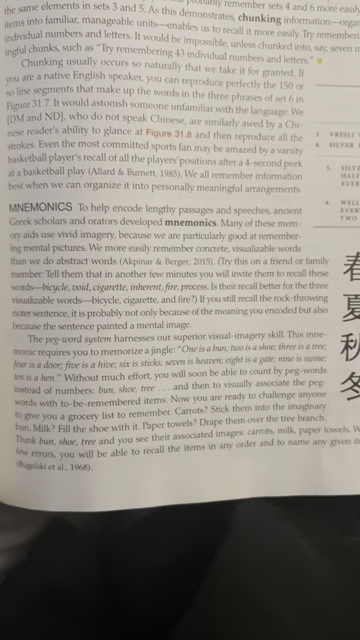 probably remember sets 4 and 6 more easily
the same elements in sets 3 and 5. As this demonstrates, chunking information—orga
items into familiar, manageable units—enables us to recall it more easily. Try rememberi
individual numbers and letters. It would be impossible, unless chunked into, say, seven m
ingful chunks, such as "Try remembering 43 individual numbers and letters."
Chunking usually occurs so naturally that we take it for granted. If
you are a native English speaker, you can reproduce perfectly the 150 or
so line segments that make up the words in the three phrases of set 6 in
Figure 31.7. It would astonish someone unfamiliar with the language. We
[DM and ND], who do not speak Chinese, are similarly awed by a Chi-
nese reader's ability to glance at Figure 31.8 and then reproduce all the
strokes. Even the most committed sports fan may be amazed by a varsity
basketball player's recall of all the players' positions after a 4-second peek
at a basketball play (Allard & Burnett, 1985). We all remember information
best when we can organize it into personally meaningful arrangements.
MNEMONICS To help encode lengthy passages and speeches, ancient
Greek scholars and orators developed mnemonics. Many of these mem-
ory aids use vivid imagery, because we are particularly good at remember-
ing mental pictures. We more easily remember concrete, visualizable words
than we do abstract words (Akpinar & Berger, 2015). (Try this on a friend or family
member: Tell them that in another few minutes you will invite them to recall these
words—bicycle, void, cigarette, inherent, fire, process. Is their recall better for the three
visualizable words—bicycle, cigarette, and fire?) If you still recall the rock-throwing
rioter sentence, it is probably not only because of the meaning you encoded but also
because the sentence painted a mental image.
The peg-word system harnesses our superior visual-imagery skill. This mne-
monic requires you to memorize a jingle: "One is a bun; two is a shoe; three is a tree;
four is a door; five is a hive; six is sticks; seven is heaven; eight is a gate; nine is swine;
ten is a hen." Without much effort, you will soon be able to count by peg-words
instead of numbers: bun, shoe, tree . . . and then to visually associate the peg-
words with to-be-remembered items. Now you are ready to challenge anyone
to give you a grocery list to remember. Carrots? Stick them into the imaginary
bun. Milk? Fill the shoe with it. Paper towels? Drape them over the tree branch.
Think bun, shoe, tree and you see their associated images: carrots, milk, paper towels. W
few errors, you will be able to recall the items in any order and to name any given it
(Bugelski et al., 1968).
3. VRESLI
4. SILVER
5. SILVE
HALF
EVER
6. WELL
EVER
TWO
春
夏
秋
冬